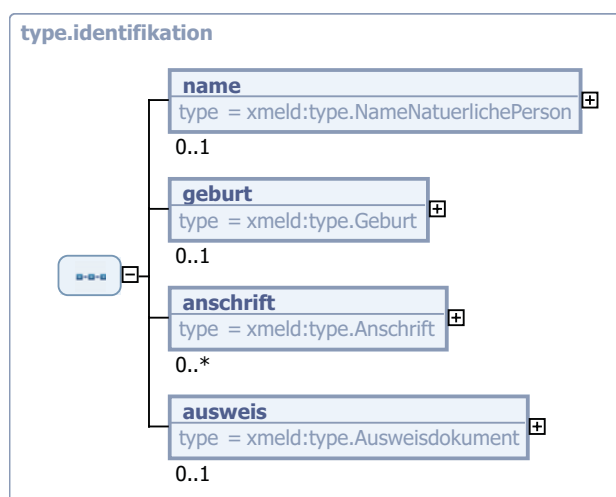 type.identifikation
name
type = xmeld:type.NameNatuerlichePerson
0..1
geburt
type = xmeld:type.Geburt
0..1
anschrift
type = xmeld:type.Anschrift
0..*
ausweis
type = xmeld:type.Ausweisdokument
0..1